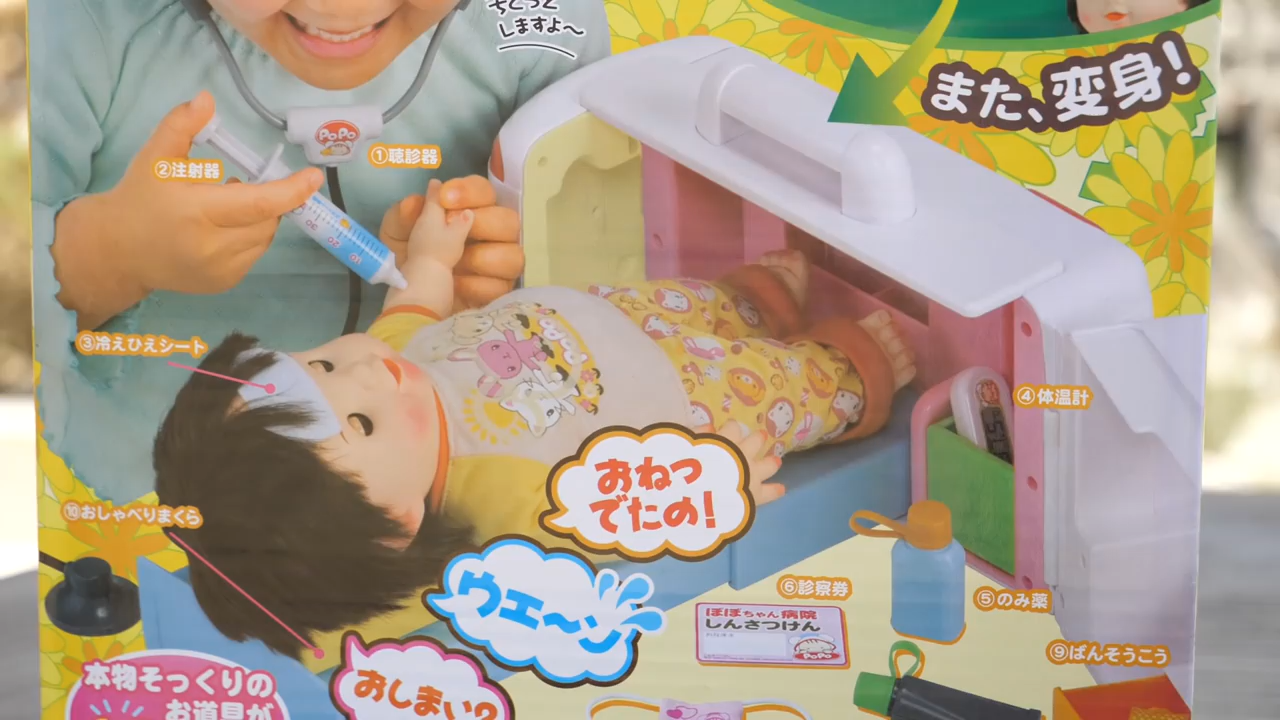 ちくっと
しますよ～
また、変身！
PoPo
①聴診器
②注射器
③冷えひえシート
④体温計
おねつ
でたの！
⑩おしゃべりまくら
ウエ～ン
⑥診察券
ぽぽちゃん病院
しんさつけん
PoPo
⑤のみ薬
⑨ばんそうこう
本物そっくりの
お道具が
おしまい？